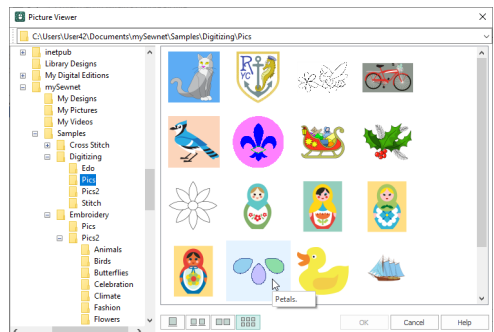 Picture Viewer
C:\Users\User42\Documents\mySewnet\Samples\Digitizing\Pics
inetpub
Library Designs
My Digital Editions
mySewnet
My Designs
My Pictures
My Videos
Samples
Cross Stitch
Digitizing
Edo
Pics
Pics2
Stitch
Embroidery
Pics
Pics2
Animals
Birds
Butterflies
Celebration
Climate
Fashion
Flowers
R
YC
Petals.
OK
Cancel
Help